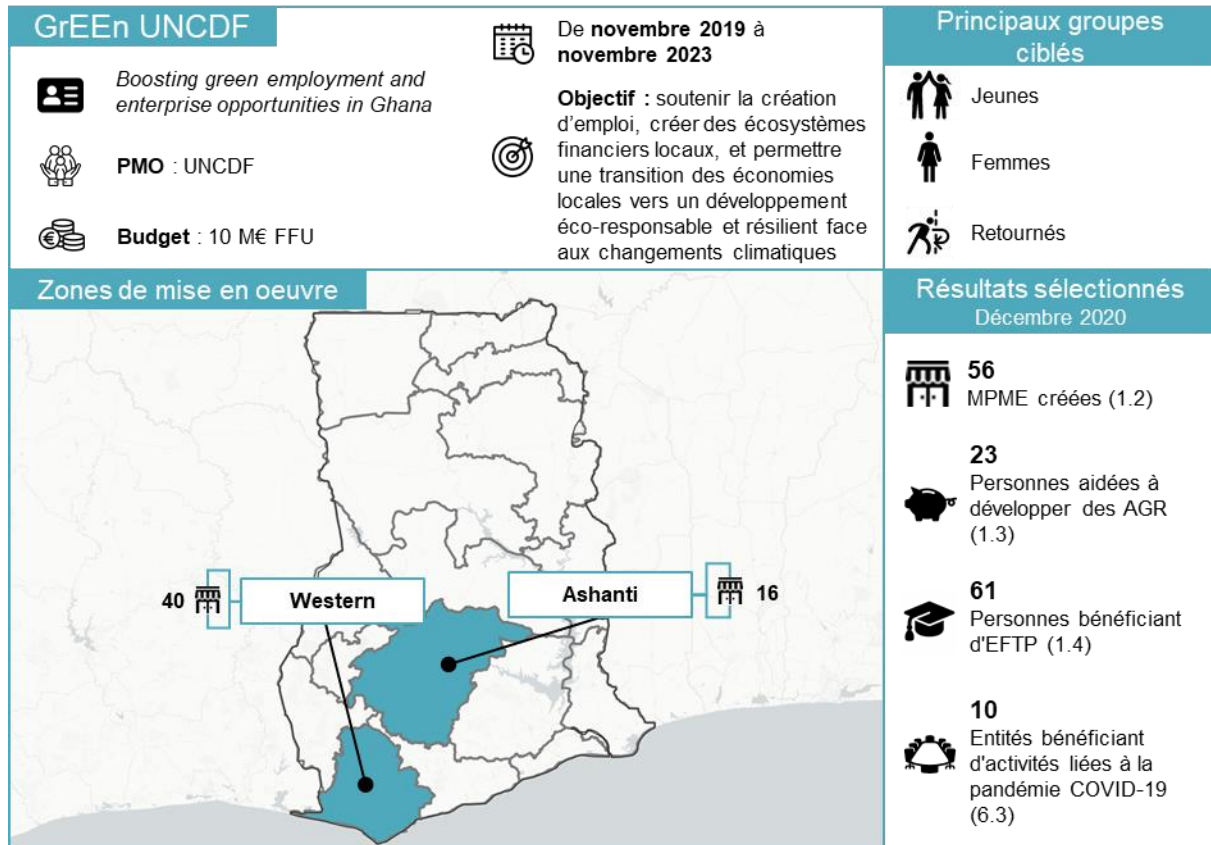 GrEEn UNCDF
Boosting green employment and
enterprise opportunities in Ghana
PMO : UNCDF
Budget : 10 M€ FFU
De novembre 2019 à
novembre 2023
Objectif : soutenir la création
d'emploi, créer des écosystèmes
financiers locaux, et permettre
une transition des économies
locales vers un développement
éco-responsable et résilient face
aux changements climatiques
Principaux groupes
ciblés
Jeunes
Femmes
Retournés
Zones de mise en oeuvre
40
Western
Ashanti
16
Résultats sélectionnés
Décembre 2020
56
MPME créées (1.2)
23
Personnes aidées à
développer des AGR
(1.3)
61
Personnes bénéficiant
d'EFTP (1.4)
10
Entités bénéficiant
d'activités liées à la
pandémie COVID-19
(6.3)